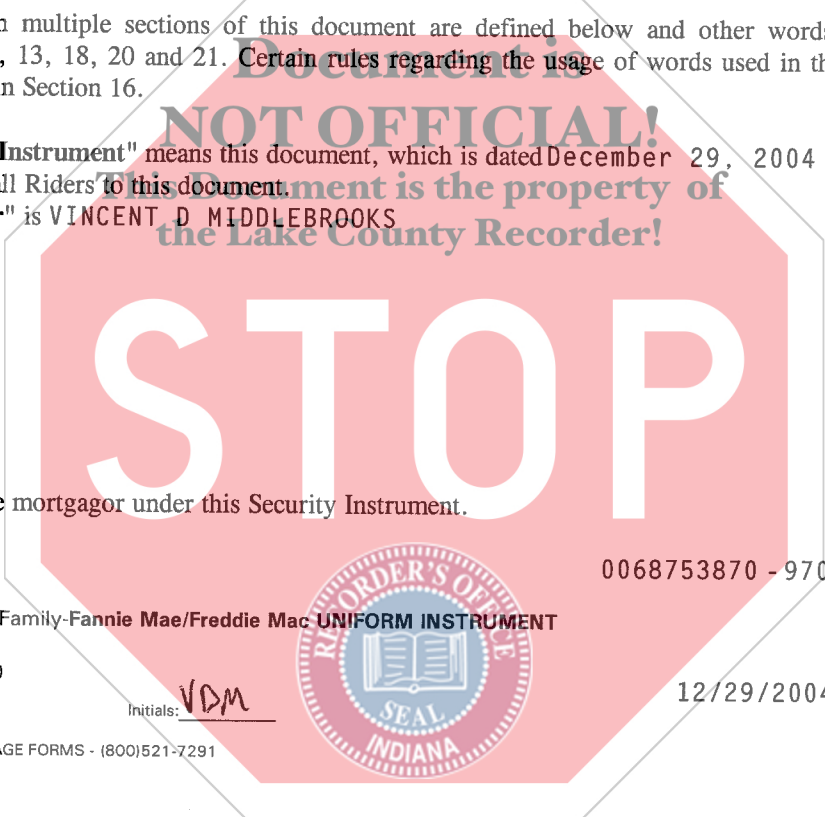 multiple sections of this document are defined below and other words
, 13, 18, 20 and 21. Certain rules regarding the usage of words used in th
n Section 16.
Document is
NOT OFFICIAL!
Instrument" means this document, which is dated December 29, 2004
ll Riders to this document.
This Document is the property of
" is VINCENT D MIDDLEBROOKS
the Lake County Recorder!
STOP
e mortgagor under this Security Instrument.
0068753870 - 970
RECORDER'S OFFICE
Family-Fannie Mae/Freddie Mac UNIFORM INSTRUMENT
12/29/2004
Initials: VDM
SEAL
INDIANA
AGE FORMS - (800)521-7291